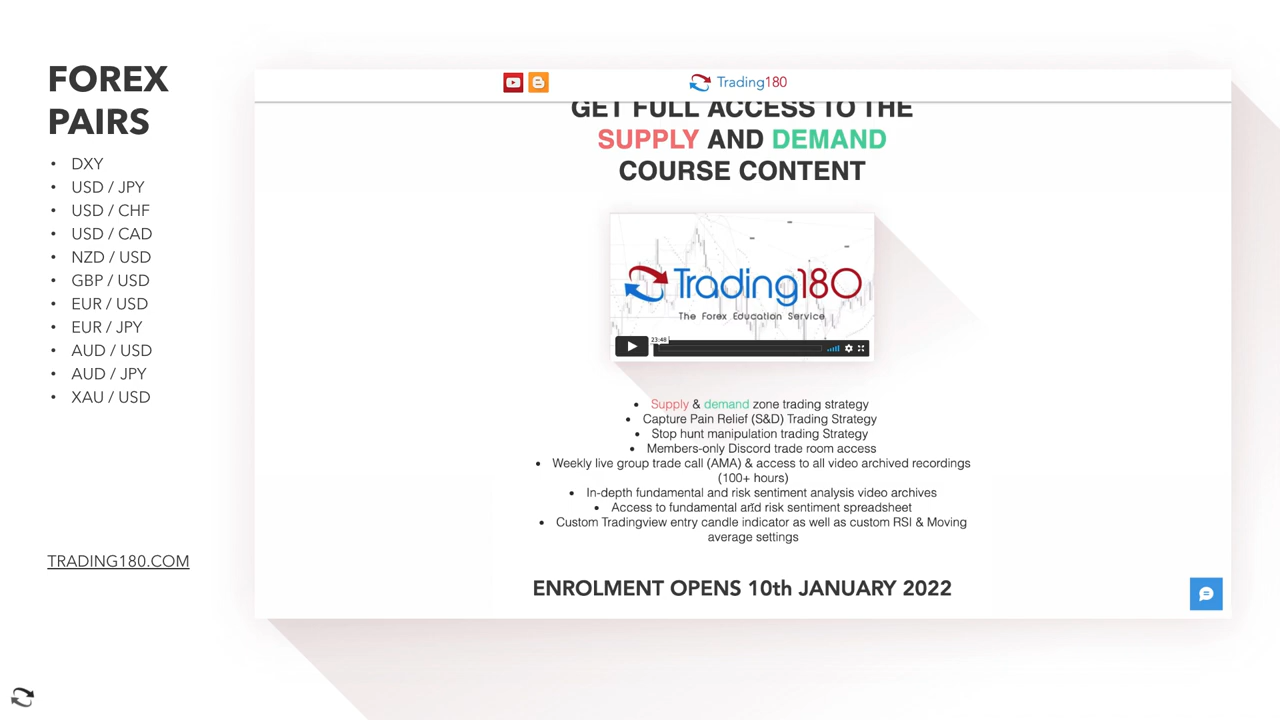 FOREX
PAIRS
• DXY
• USD / JPY
• USD / CHF
• USD / CAD
• NZD / USD
• GBP / USD
• EUR / USD
• EUR / JPY
• AUD / USD
• AUD / JPY
• XAU / USD
TRADING180.COM
Trading180
GET FULL ACCESS TO THE
SUPPLY AND DEMAND
COURSE CONTENT
Trading180
The Forex Education Service
23:48
• Supply & demand zone trading strategy
• Capture Pain Relief (S&D) Trading Strategy
• Stop hunt manipulation trading Strategy
• Members-only Discord trade room access
• Weekly live group trade call (AMA) & access to all video archived recordings
(100+ hours)
• In-depth fundamental and risk sentiment analysis video archives
• Access to fundamental and risk sentiment spreadsheet
• Custom Tradingview entry candle indicator as well as custom RSI & Moving
average settings
ENROLMENT OPENS 10th JANUARY 2022